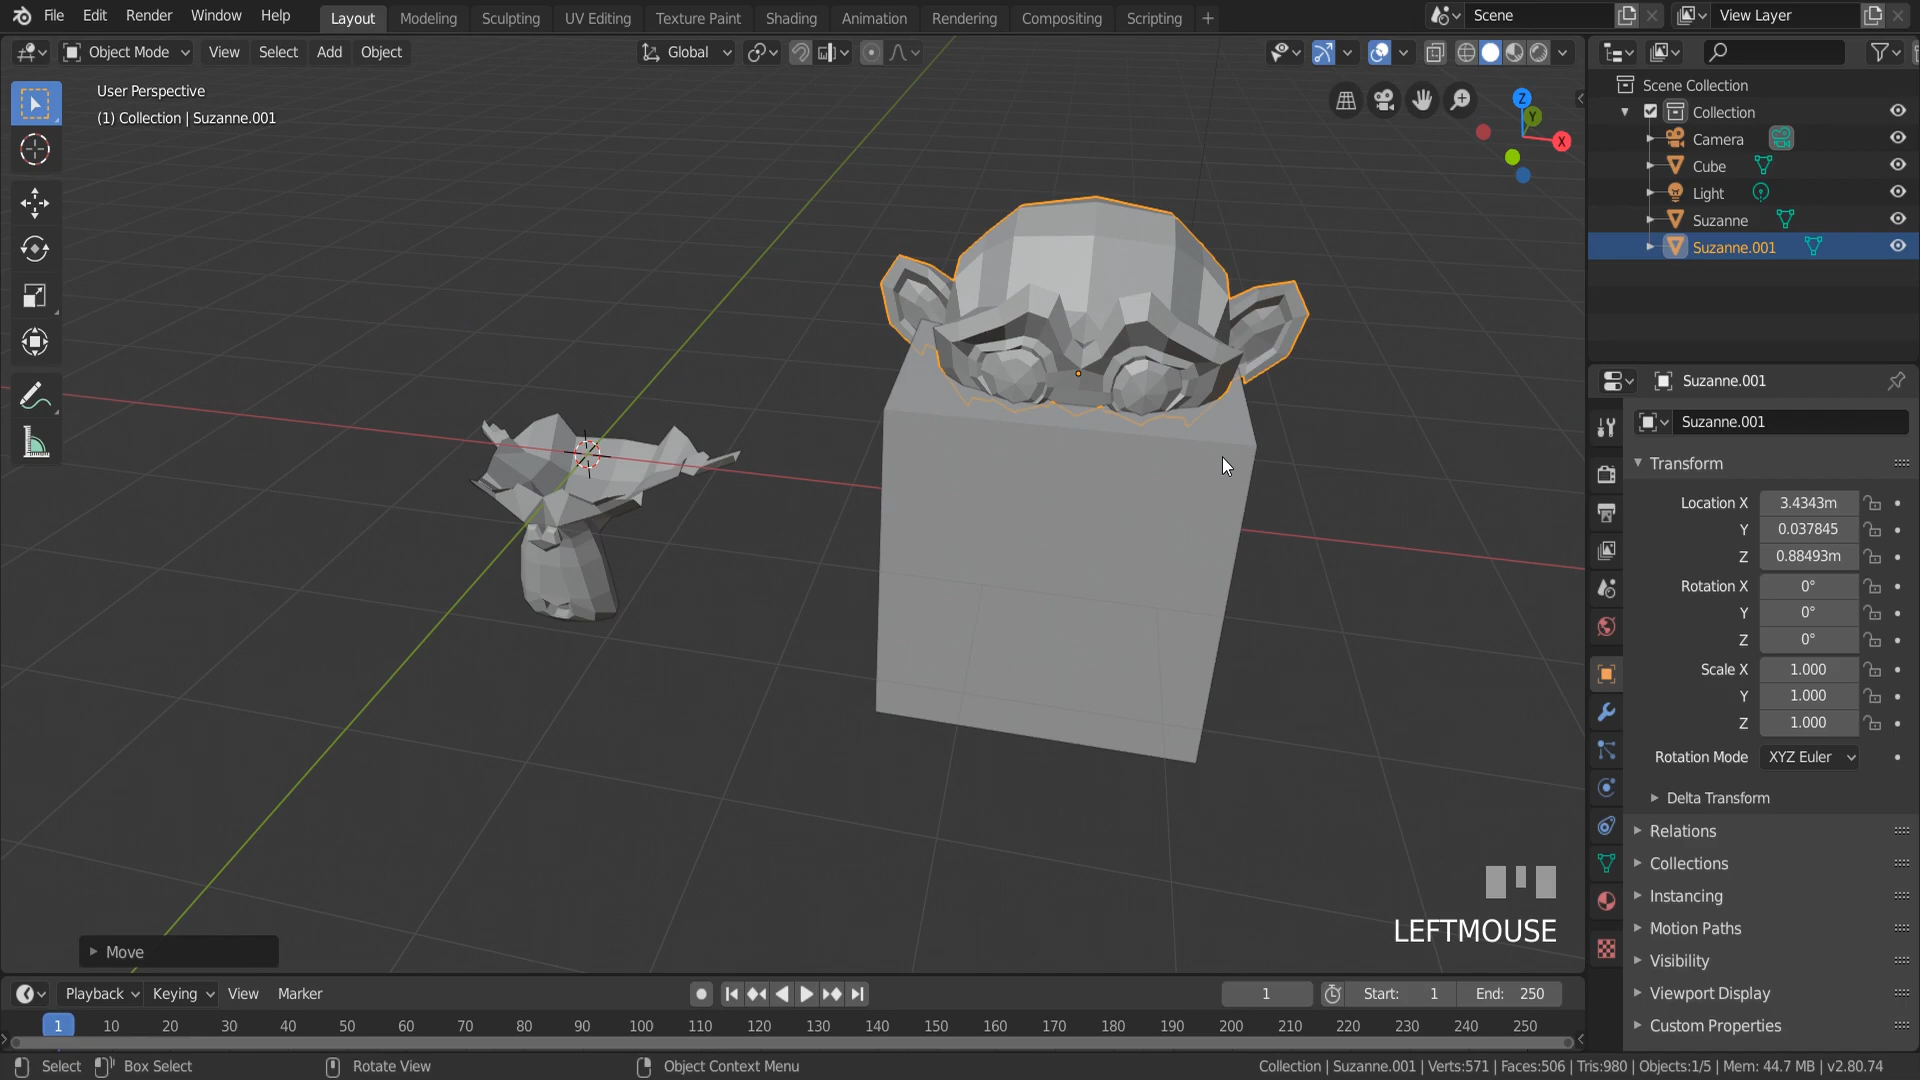 File Edit Render Window Help Layout Modeling Sculpting UV Editing Texture Paint Shading Animation Rendering Compositing Scripting + Scene View Layer
Object Mode View Select Add Object Global
User Perspective
(1) Collection | Suzanne.001
Z
Y
X
Scene Collection
Collection
Camera
Cube
Light
Suzanne
Suzanne.001
Suzanne.001
Suzanne.001
Transform
Location X 3.4343m
Y 0.037845
Z 0.88493m
Rotation X 0°
Y 0°
Z 0°
Scale X 1.000
Y 1.000
Z 1.000
Rotation Mode XYZ Euler
Delta Transform
Relations
Collections
Instancing
Motion Paths
Visibility
Viewport Display
Custom Properties
LEFTMOUSE
Move
Playback Keying View Marker 1 Start: 1 End: 250
1 10 20 30 40 50 60 70 80 90 100 110 120 130 140 150 160 170 180 190 200 210 220 230 240 250
Select Box Select Rotate View Object Context Menu Collection | Suzanne.001 | Verts:571 | Faces:506 | Tris:980 | Objects:1/5 | Mem: 44.7 MB | v2.80.74